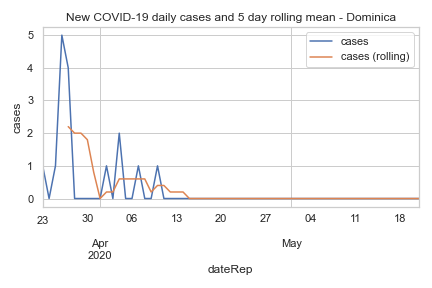 New COVID-19 daily cases and 5 day rolling mean - Dominica
cases
cases (rolling)
5
4
3
2
1
0
cases
23 30 06 13 20 27 04 11 18
Apr May
2020
dateRep